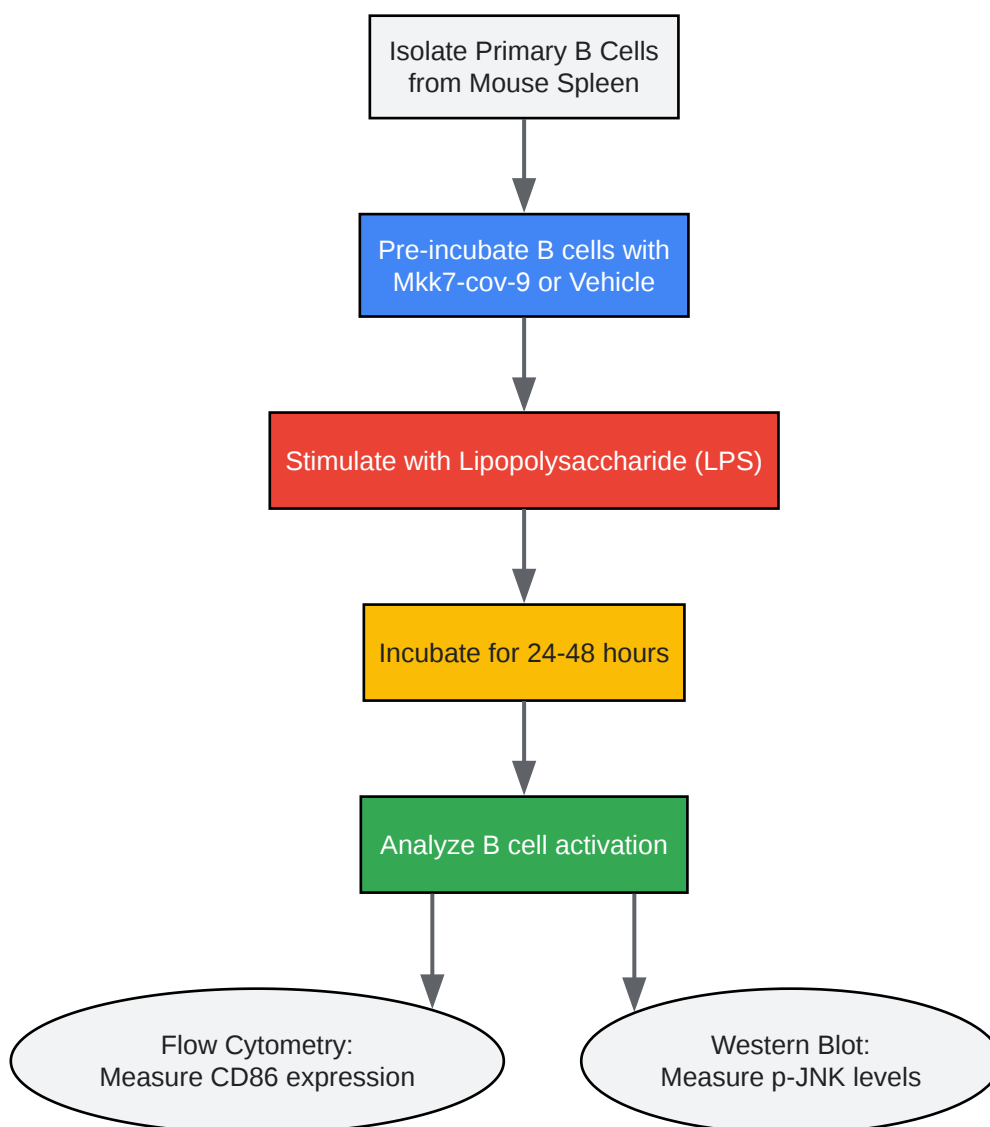 Isolate Primary B Cells
from Mouse Spleen
Pre-incubate B cells with
Mkk7-cov-9 or Vehicle
Stimulate with Lipopolysaccharide (LPS)
Incubate for 24-48 hours
Analyze B cell activation
Flow Cytometry:
Measure CD86 expression
Western Blot:
Measure p-JNK levels